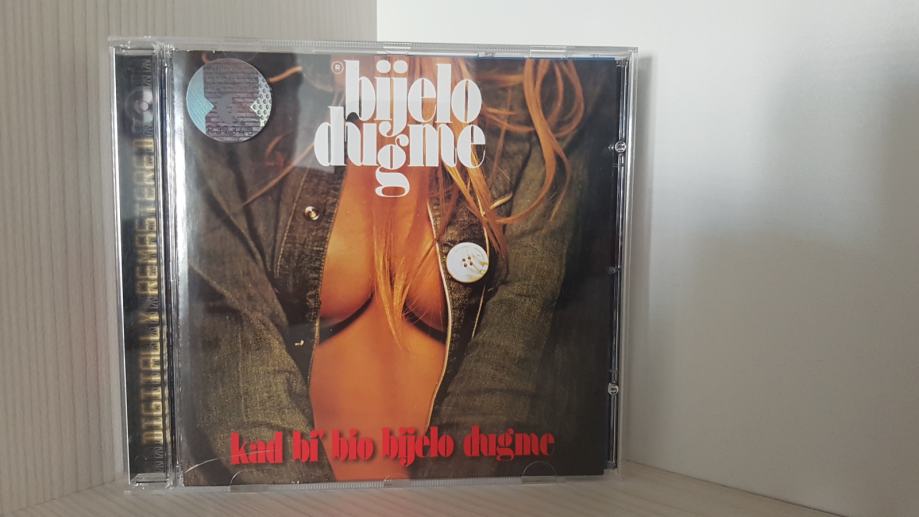 DIGITALLY REMASTERED
®
bijelo
dugme
kad bi' bio bijelo dugme